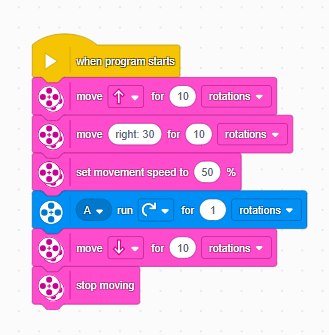 when program starts
move for 10 rotations
move right: 30 for 10 rotations
set movement speed to 50 %
A run for 1 rotations
move for 10 rotations
stop moving